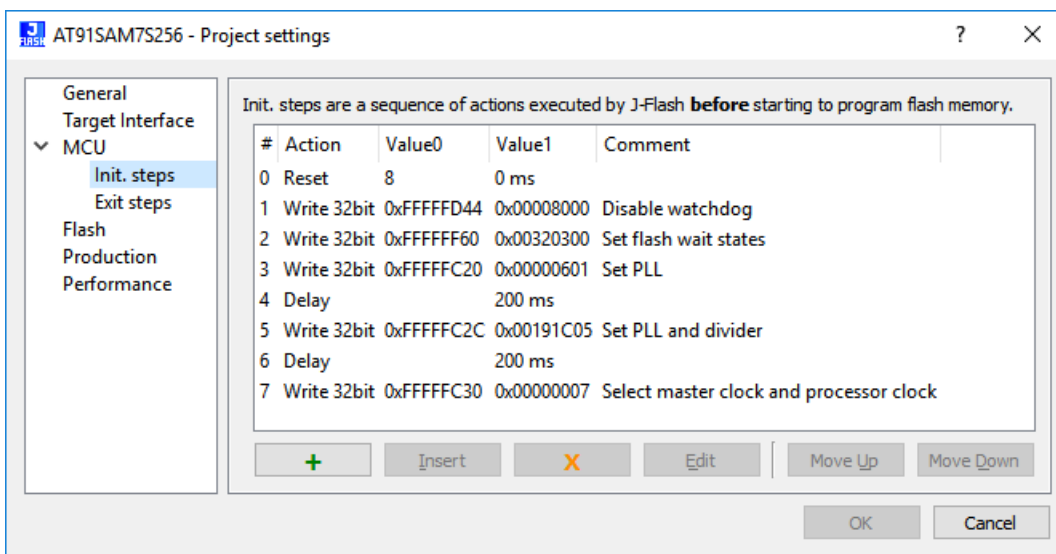 J
FLASH
AT91SAM7S256 - Project settings
?
General
Target Interface
MCU
Init. steps
Exit steps
Flash
Production
Performance
Init. steps are a sequence of actions executed by J-Flash before starting to program flash memory.
# Action Value0 Value1 Comment
0 Reset 8 0 ms
1 Write 32bit 0xFFFFFD44 0x00008000 Disable watchdog
2 Write 32bit 0xFFFFFF60 0x00320300 Set flash wait states
3 Write 32bit 0xFFFFFC20 0x00000601 Set PLL
4 Delay 200 ms
5 Write 32bit 0xFFFFFC2C 0x00191C05 Set PLL and divider
6 Delay 200 ms
7 Write 32bit 0xFFFFFC30 0x00000007 Select master clock and processor clock
+ Insert X Edit Move Up Move Down
OK Cancel